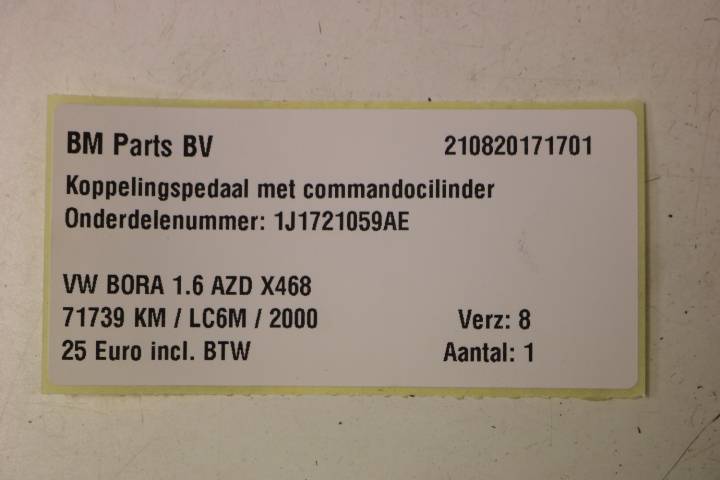 BM Parts BV 210820171701
Koppelingspedaal met commandocilinder
Onderdelenummer: 1J1721059AE
VW BORA 1.6 AZD X468
71739 KM / LC6M / 2000 Verz: 8
25 Euro incl. BTW Aantal: 1